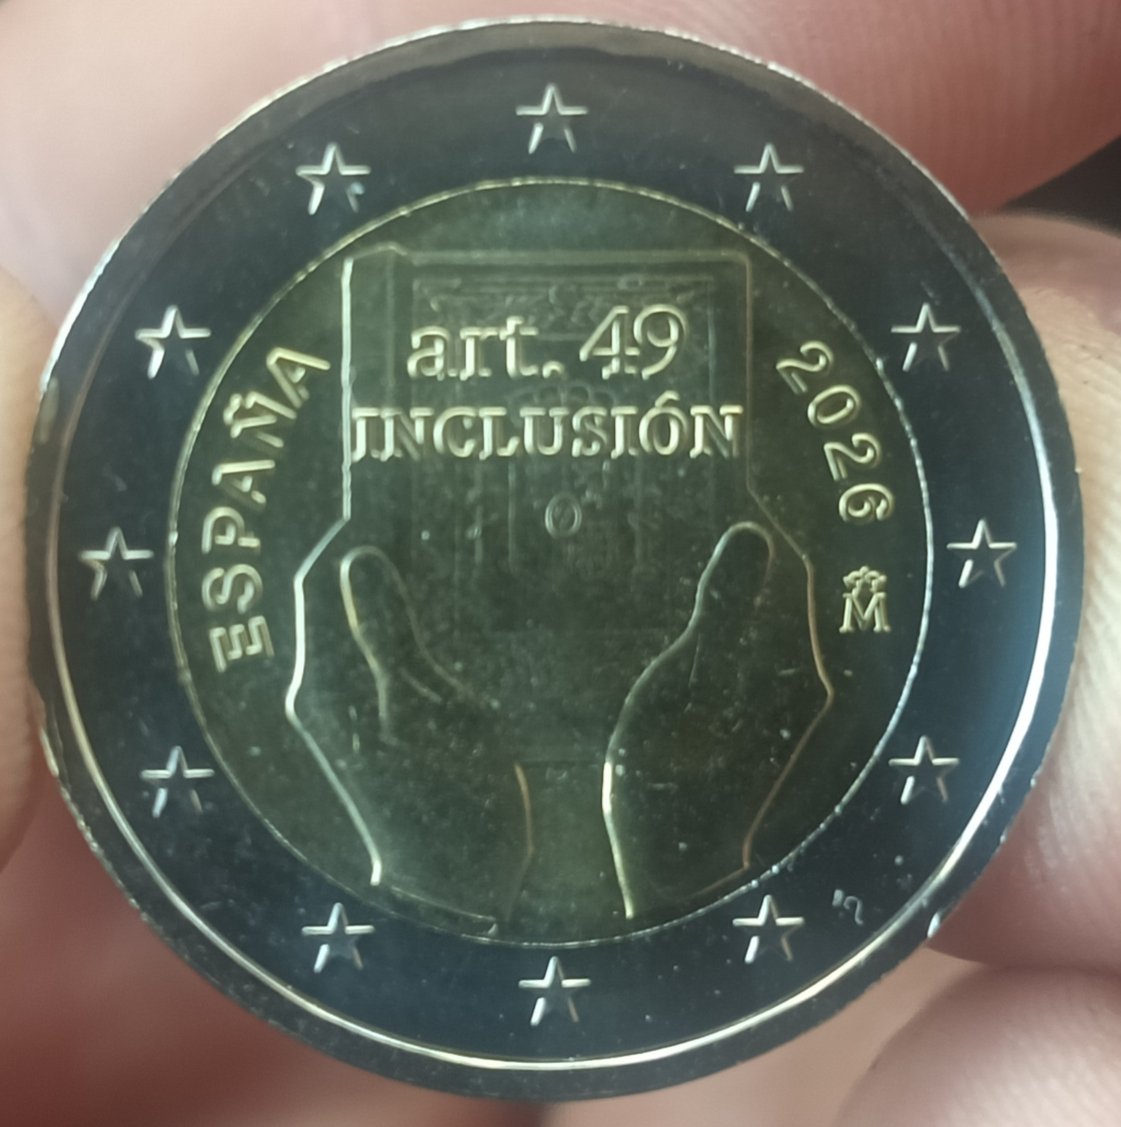 art. 49
INCLUSIÓN
ESPAÑA
2026
M